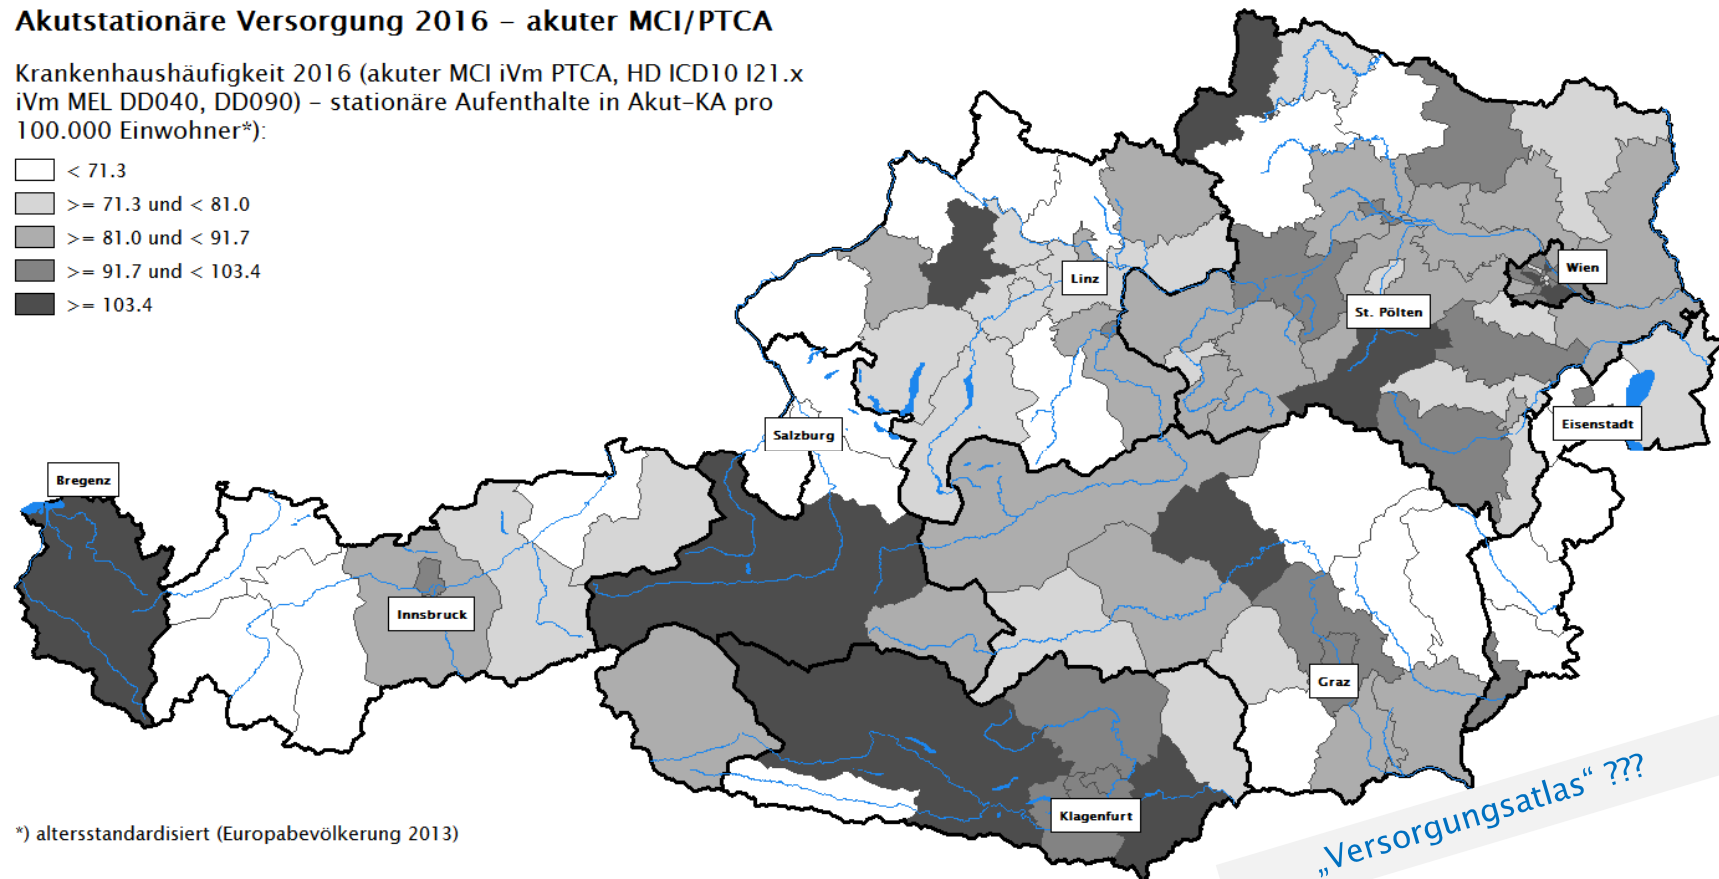 Akutstationäre Versorgung 2016 – akuter MCI/PTCA
Krankenhaushäufigkeit 2016 (akuter MCI iVm PTCA, HD ICD10 I21.x
iVm MEL DD040, DD090) – stationäre Aufenthalte in Akut-KA pro
100.000 Einwohner*):
< 71.3
>= 71.3 und < 81.0
>= 81.0 und < 91.7
>= 91.7 und < 103.4
>= 103.4
Linz
Wien
St. Pölten
Eisenstadt
Salzburg
Bregenz
Innsbruck
Graz
Klagenfurt
„Versorgungsatlas“ ???
*) altersstandardisiert (Europabevölkerung 2013)